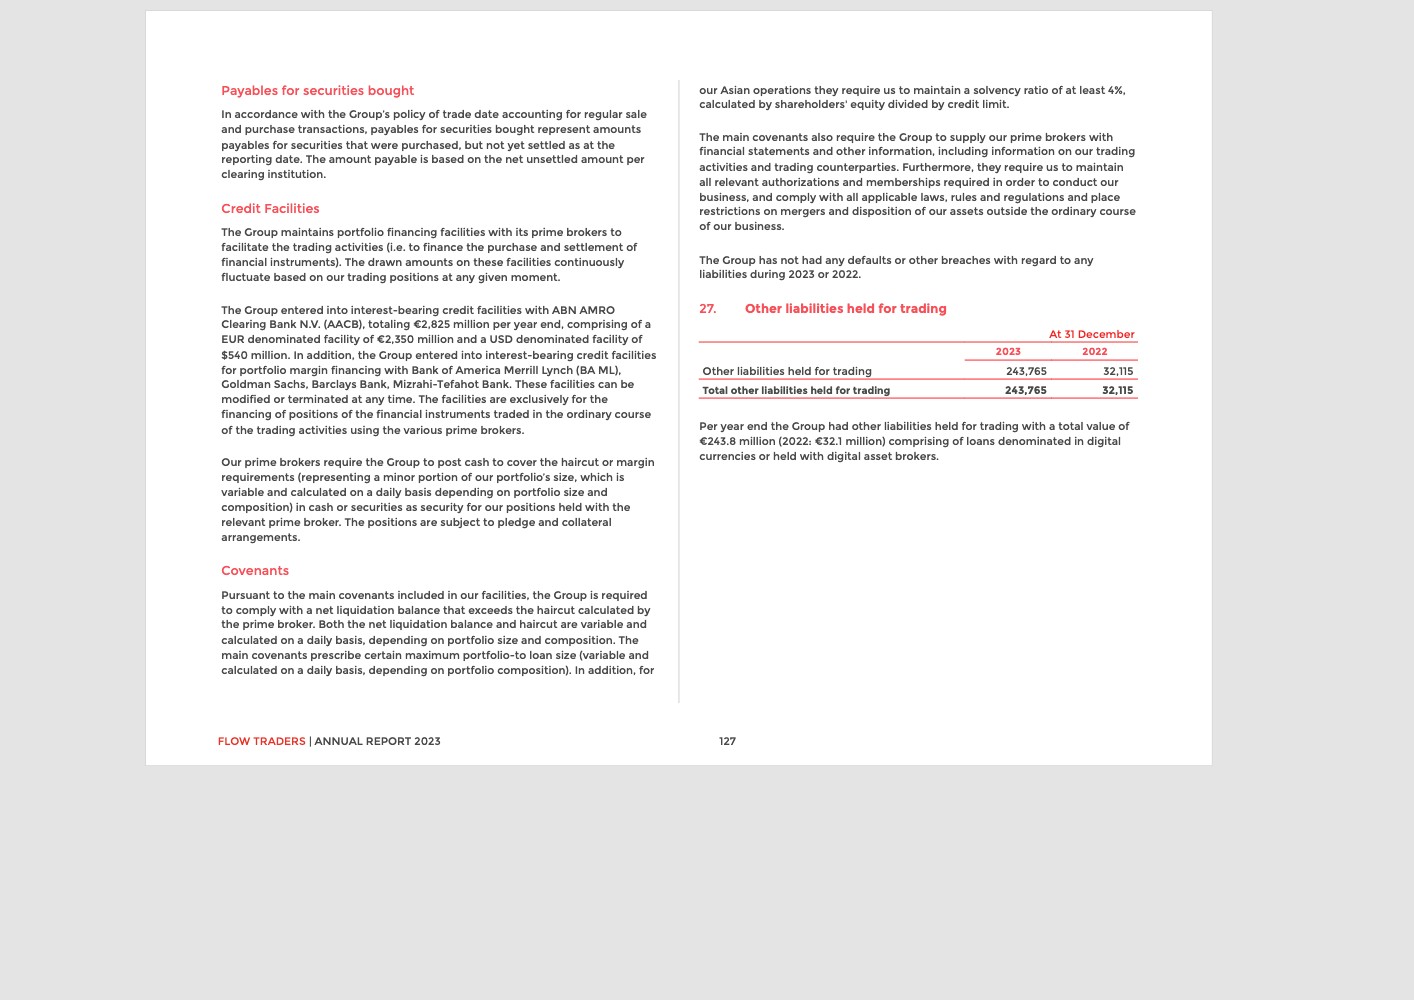 Payables for securities bought
In accordance with the Group's policy of trade date accounting for regular sale
and purchase transactions, payables for securities bought represent amounts
payables for securities that were purchased, but not yet settled as at the
reporting date. The amount payable is based on the net unsettled amount per
clearing institution.
Credit Facilities
The Group maintains portfolio financing facilities with its prime brokers to
facilitate the trading activities (i.e. to finance the purchase and settlement of
financial instruments). The drawn amounts on these facilities continuously
fluctuate based on our trading positions at any given moment.
The Group entered into interest-bearing credit facilities with ABN AMRO
Clearing Bank N.V. (AACB), totaling €2,825 million per year end, comprising of a
EUR denominated facility of €2,350 million and a USD denominated facility of
$540 million. In addition, the Group entered into interest-bearing credit facilities
for portfolio margin financing with Bank of America Merrill Lynch (BA ML),
Goldman Sachs, Barclays Bank, Mizrahi-Tefahot Bank. These facilities can be
modified or terminated at any time. The facilities are exclusively for the
financing of positions of the financial instruments traded in the ordinary course
of the trading activities using the various prime brokers.
Our prime brokers require the Group to post cash to cover the haircut or margin
requirements (representing a minor portion of our portfolio's size, which is
variable and calculated on a daily basis depending on portfolio size and
composition) in cash or securities as security for our positions held with the
relevant prime broker. The positions are subject to pledge and collateral
arrangements.
Covenants
Pursuant to the main covenants included in our facilities, the Group is required
to comply with a net liquidation balance that exceeds the haircut calculated by
the prime broker. Both the net liquidation balance and haircut are variable and
calculated on a daily basis, depending on portfolio size and composition. The
main covenants prescribe certain maximum portfolio-to loan size (variable and
calculated on a daily basis, depending on portfolio composition). In addition, for
our Asian operations they require us to maintain a solvency ratio of at least 4%,
calculated by shareholders' equity divided by credit limit.
The main covenants also require the Group to supply our prime brokers with
financial statements and other information, including information on our trading
activities and trading counterparties. Furthermore, they require us to maintain
all relevant authorizations and memberships required in order to conduct our
business, and comply with all applicable laws, rules and regulations and place
restrictions on mergers and disposition of our assets outside the ordinary course
of our business.
The Group has not had any defaults or other breaches with regard to any
liabilities during 2023 or 2022.
27. Other liabilities held for trading
At 31 December
2023 2022
Other liabilities held for trading 243,765 32,115
Total other liabilities held for trading 243,765 32,115
Per year end the Group had other liabilities held for trading with a total value of
€243.8 million (2022: €32.1 million) comprising of loans denominated in digital
currencies or held with digital asset brokers.
FLOW TRADERS | ANNUAL REPORT 2023 127